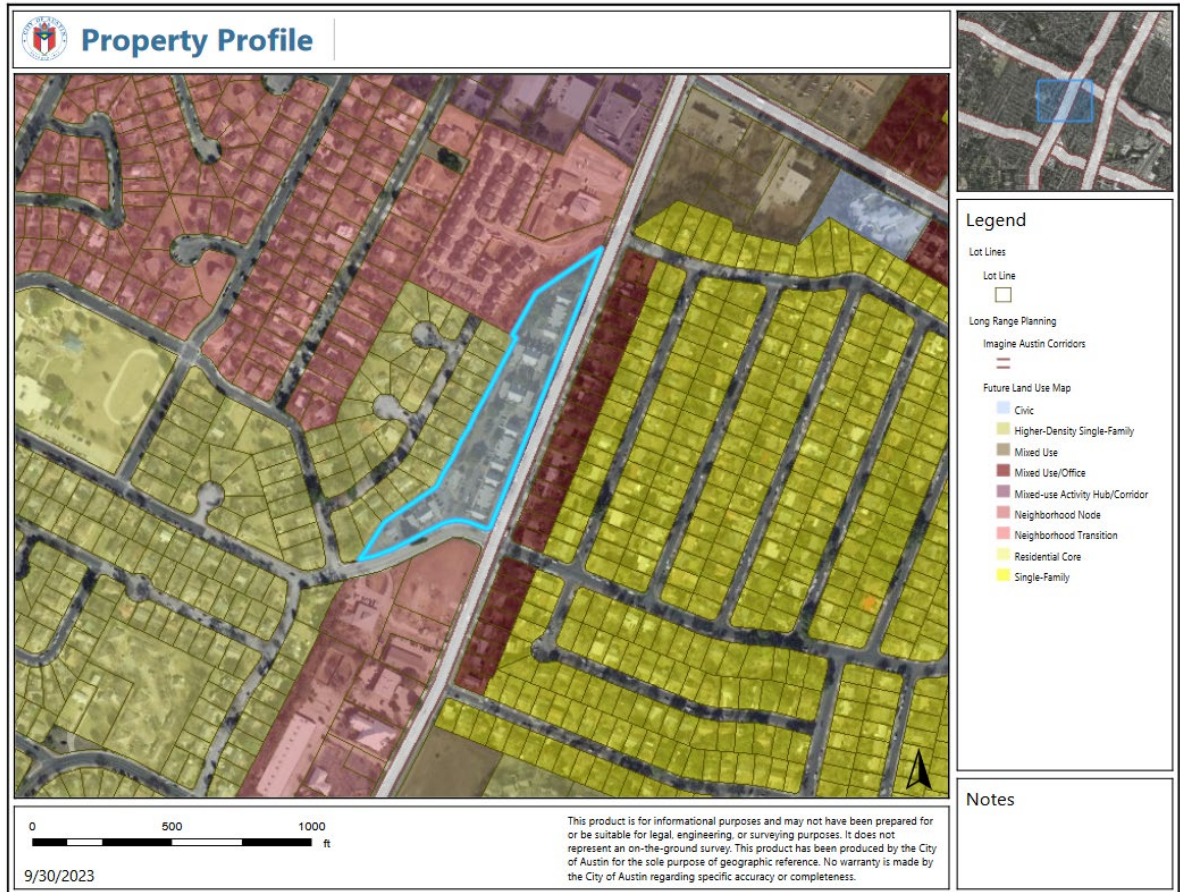 CITY OF AUSTIN
Property Profile
Legend
Lot Lines
Lot Line
Long Range Planning
Imagine Austin Corridors
Future Land Use Map
Civic
Higher-Density Single-Family
Mixed Use
Mixed Use/Office
Mixed-use Activity Hub/Corridor
Neighborhood Node
Neighborhood Transition
Residential Core
Single-Family
Notes
0 500 1000
ft
9/30/2023
This product is for informational purposes and may not have been prepared for
or be suitable for legal, engineering, or surveying purposes. It does not
represent an on-the-ground survey. This product has been produced by the City
of Austin for the sole purpose of geographic reference. No warranty is made by
the City of Austin regarding specific accuracy or completeness.